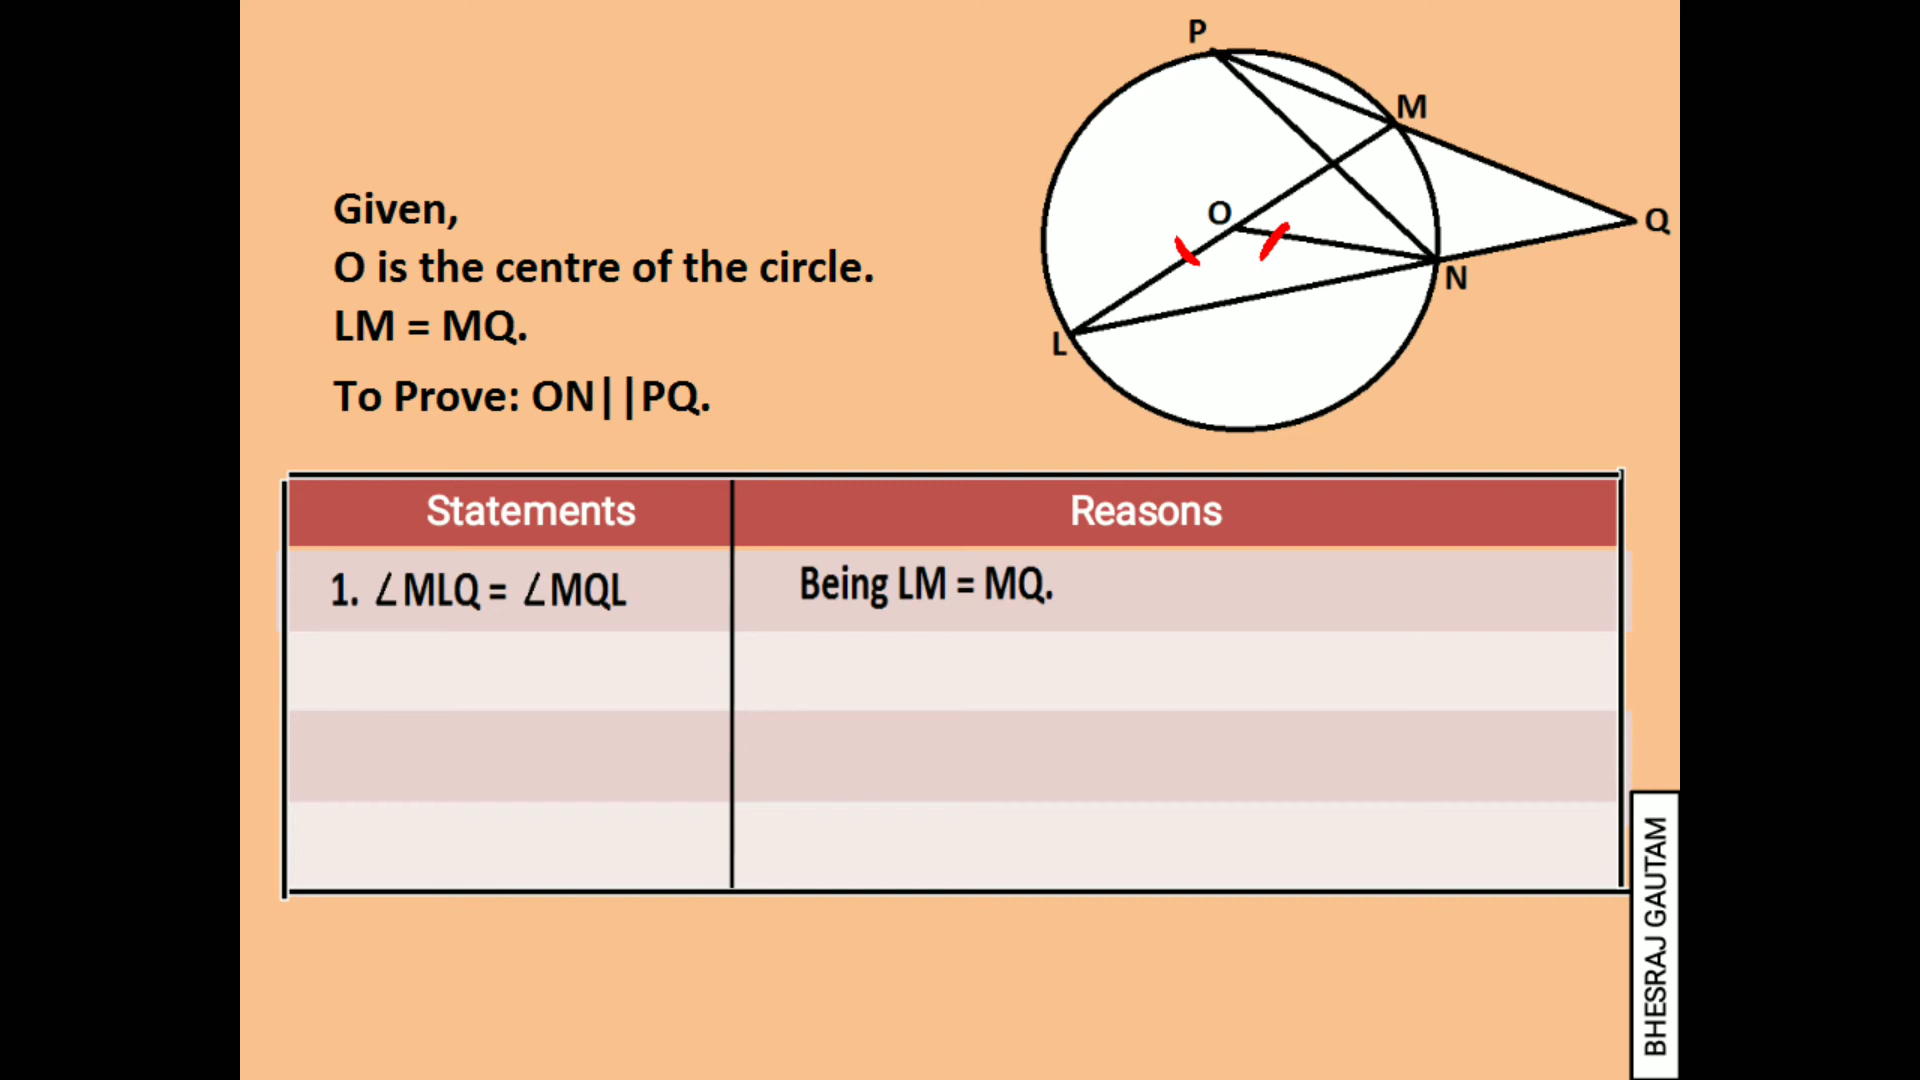 P
M
O
Q
N
L
Given,
O is the centre of the circle.
LM = MQ.
To Prove: ON||PQ.
Statements
Reasons
1. ∠MLQ = ∠MQL
Being LM = MQ.
BHESRAJ GAUTAM